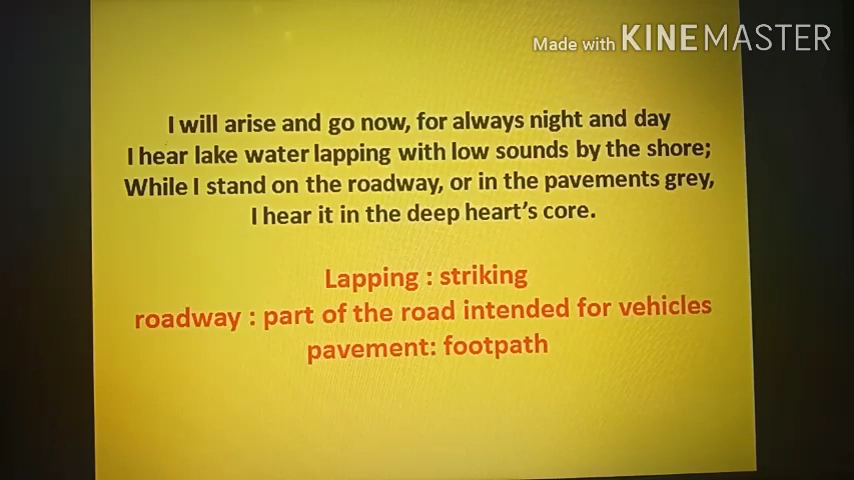 Made with KINEMASTER
I will arise and go now, for always night and day
I hear lake water lapping with low sounds by the shore;
While I stand on the roadway, or in the pavements grey,
I hear it in the deep heart's core.
Lapping : striking
roadway : part of the road intended for vehicles
pavement: footpath